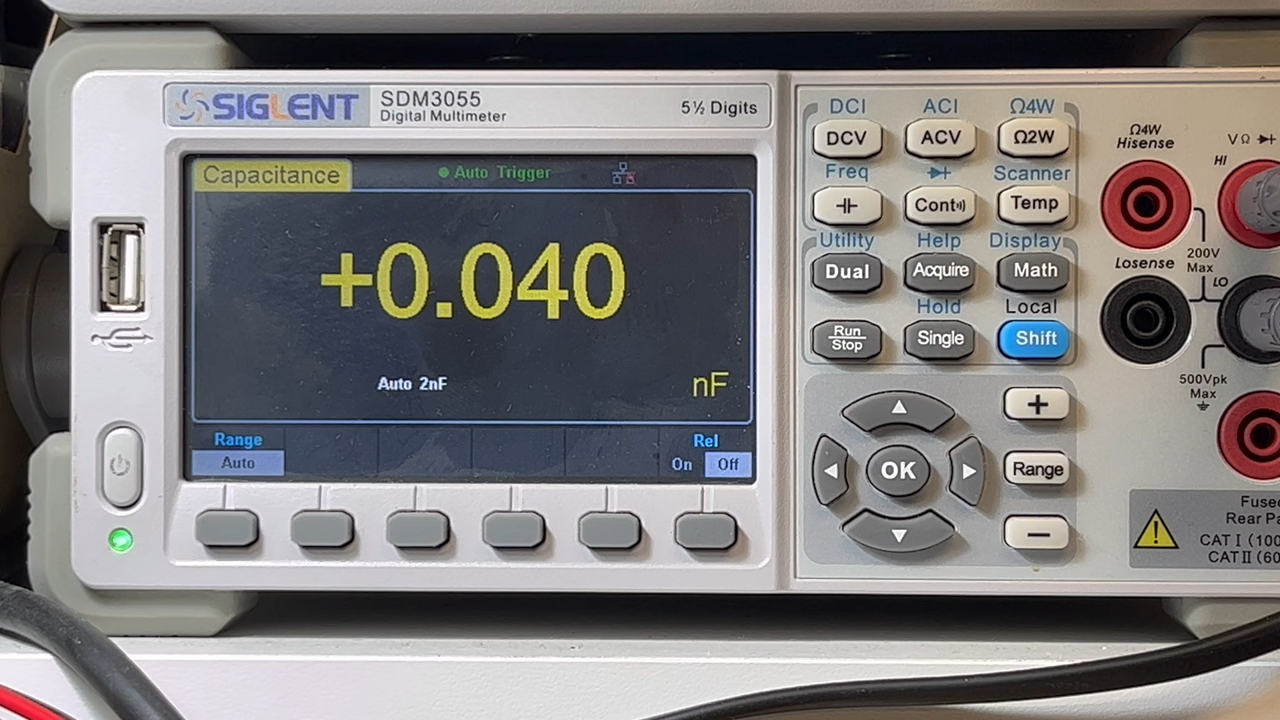 SIGLENT
SDM3055
Digital Multimeter
5½ Digits
Capacitance
Auto Trigger
+0.040
Auto 2nF
nF
Range
Auto
Rel
On Off
DCI ACI Ω4W
DCV ACV Ω2W
Freq Scanner
Cont Temp
Utility Help Display
Dual Acquire Math
Hold Local
Run
Stop
Single Shift
+
OK
Range
−
Ω4W
Hisense
VΩ
HI
200V
Max
Losense
LO
500Vpk
Max
Rear
CAT I (100
CAT II (60